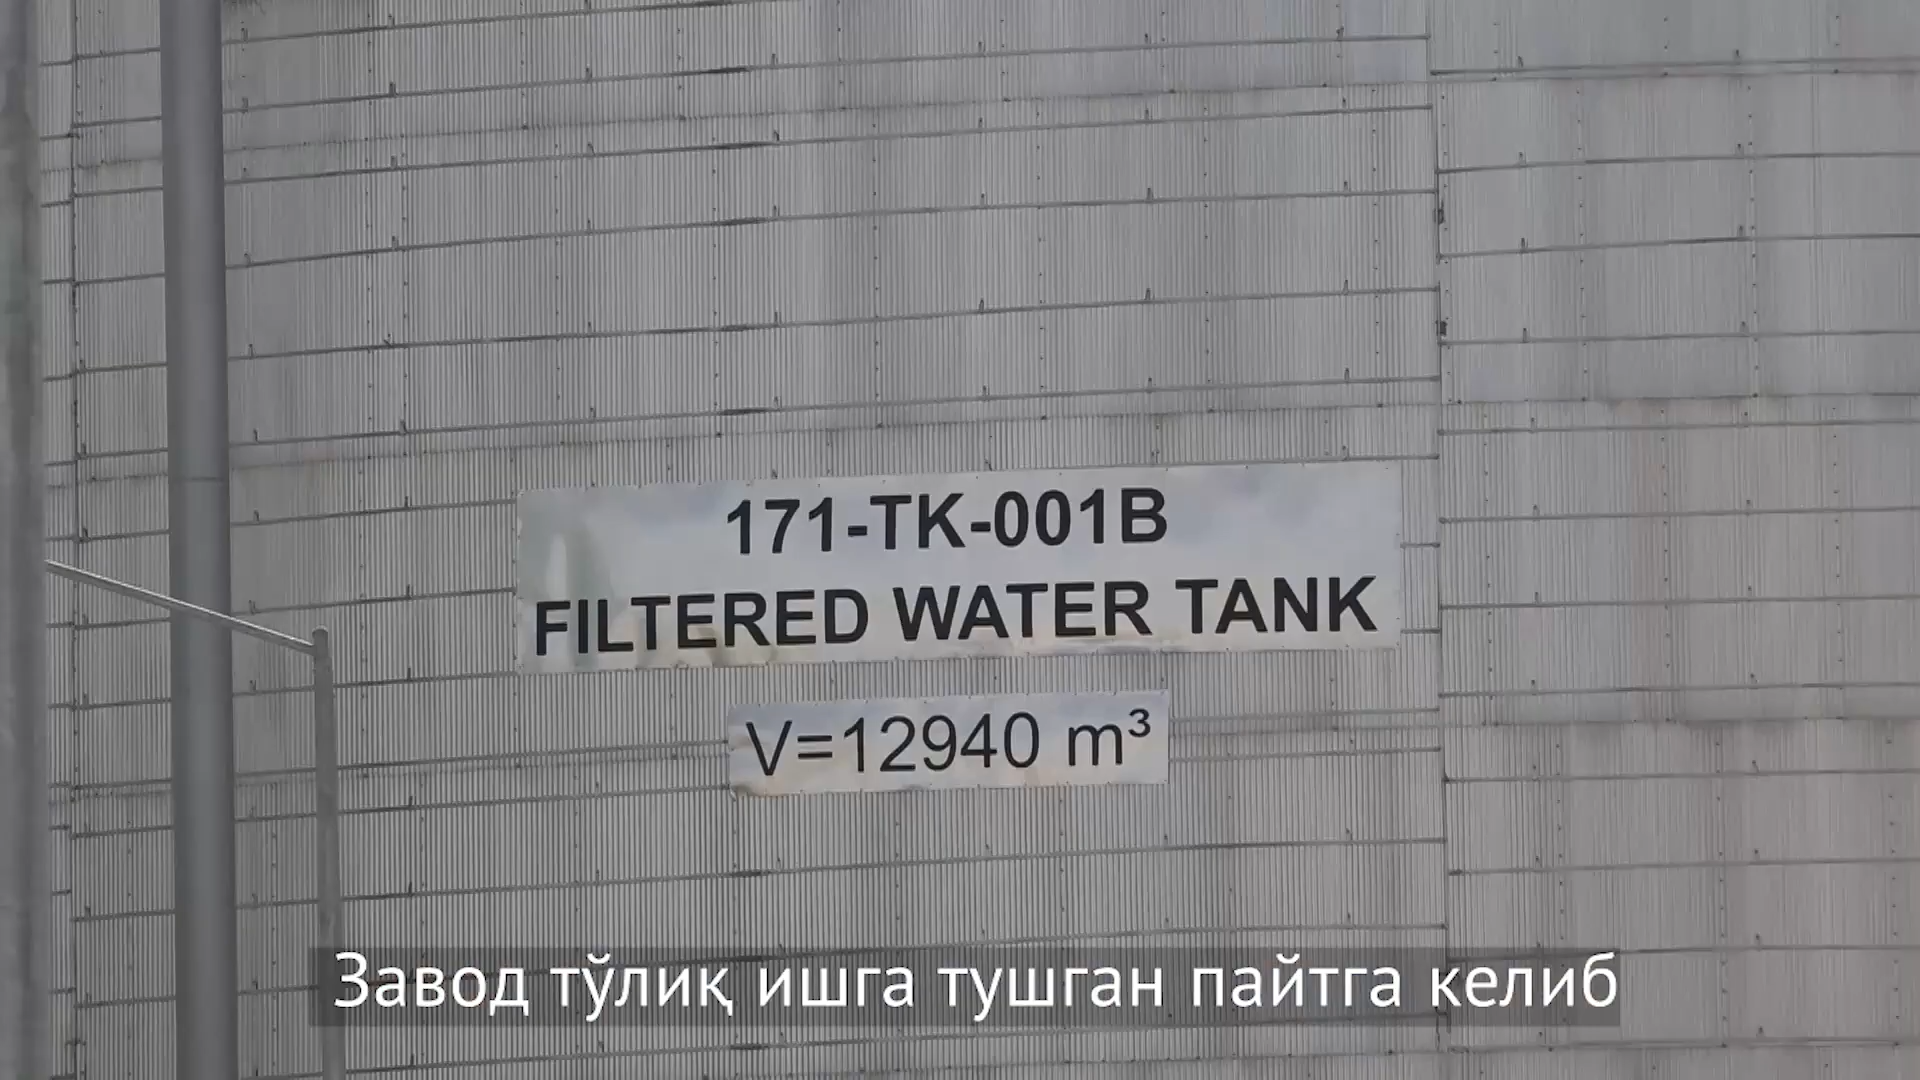 171-TK-001B
FILTERED WATER TANK
V=12940 m³
Завод тўлиқ ишга тушган пайтга келиб